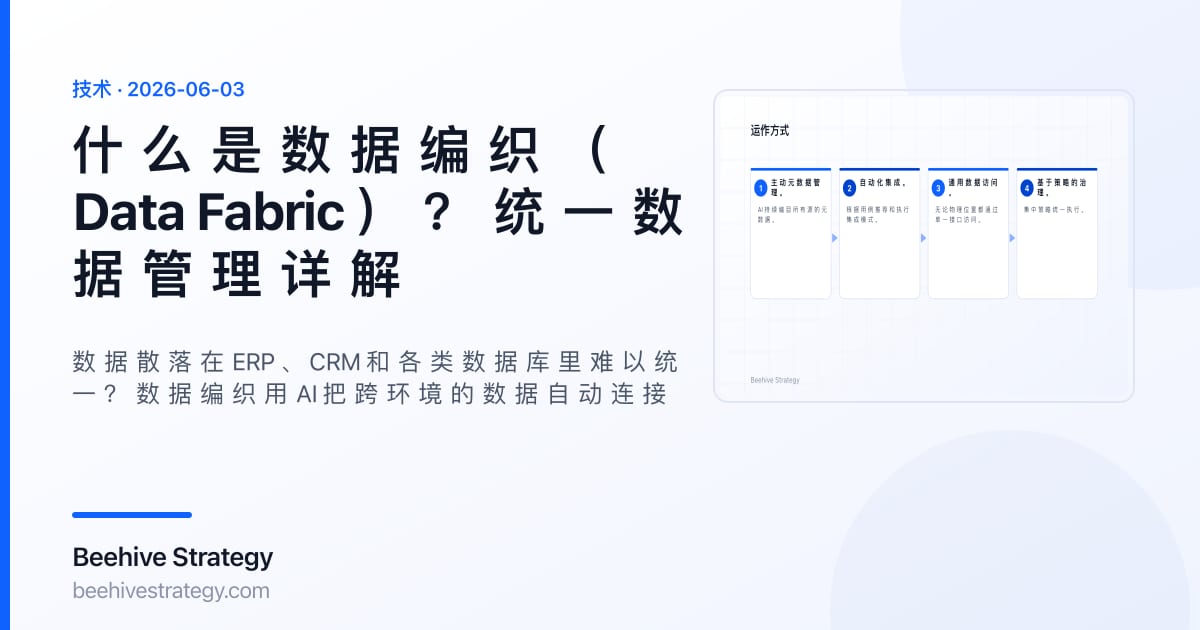 技术 · 2026-06-03
什么是数据编织（
Data Fabric）？统一数
据管理详解
数据散落在ERP、CRM和各类数据库里难以统
一？数据编织用AI把跨环境的数据自动连接
Beehive Strategy
beehivestrategy.com
运作方式
1
主动元数据管
理。
AI持续编目所有源的元
数据。
2
自动化集成。
根据用例推荐和执行
集成模式。
3
通用数据访问
。
无论物理位置都通过
单一接口访问。
4
基于策略的治
理。
集中策略统一执行。
Beehive Strategy